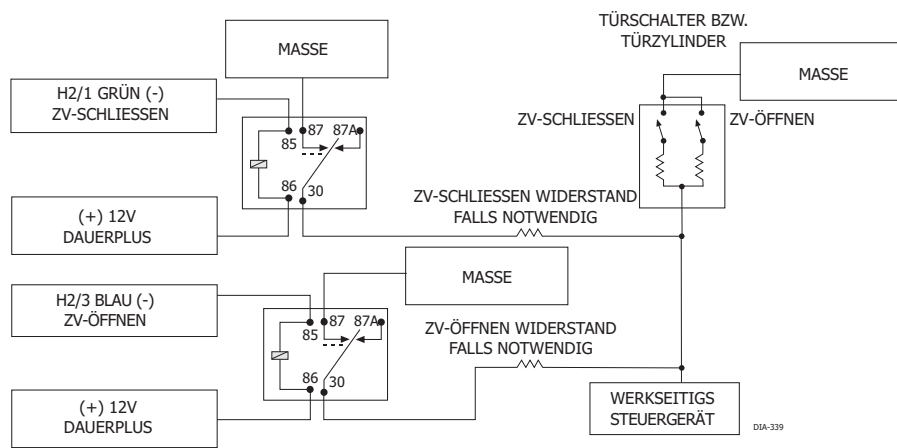 TÜRSCHALTER BZW.
TÜRZYLINDER
MASSE
MASSE
H2/1 GRÜN (-)
ZV-SCHLIESSEN
ZV-SCHLIESSEN
ZV-ÖFFNEN
85
87
87A
86
30
(+) 12V
DAUERPLUS
ZV-SCHLIESSEN WIDERSTAND
FALLS NOTWENDIG
MASSE
H2/3 BLAU (-)
ZV-ÖFFNEN
85
87
87A
86
30
ZV-ÖFFNEN WIDERSTAND
FALLS NOTWENDIG
(+) 12V
DAUERPLUS
WERKSEITIGS
STEUERGERÄT
DIA-339